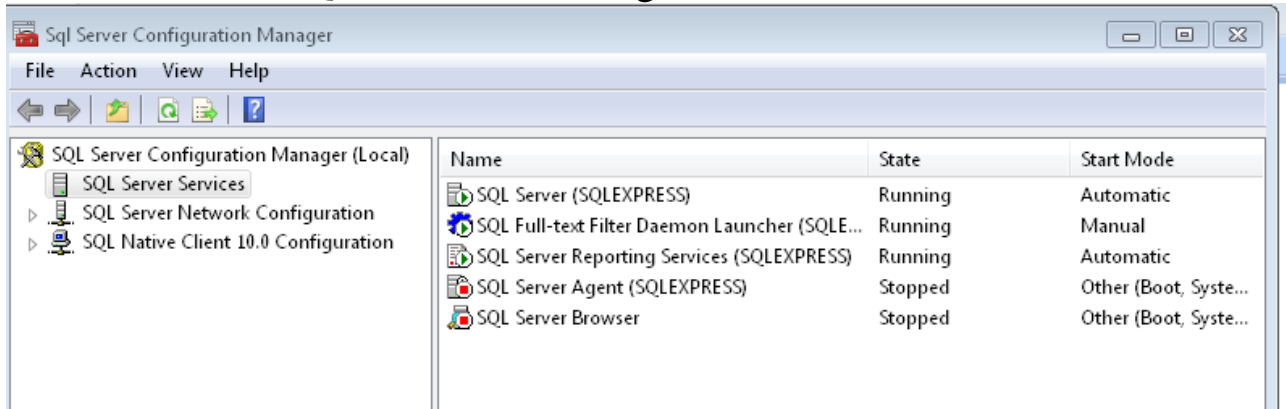 Sql Server Configuration Manager
File Action View Help
SQL Server Configuration Manager (Local)
SQL Server Services
SQL Server Network Configuration
SQL Native Client 10.0 Configuration
Name State Start Mode
SQL Server (SQLEXPRESS) Running Automatic
SQL Full-text Filter Daemon Launcher (SQLE... Running Manual
SQL Server Reporting Services (SQLEXPRESS) Running Automatic
SQL Server Agent (SQLEXPRESS) Stopped Other (Boot, Syste...
SQL Server Browser Stopped Other (Boot, Syste...